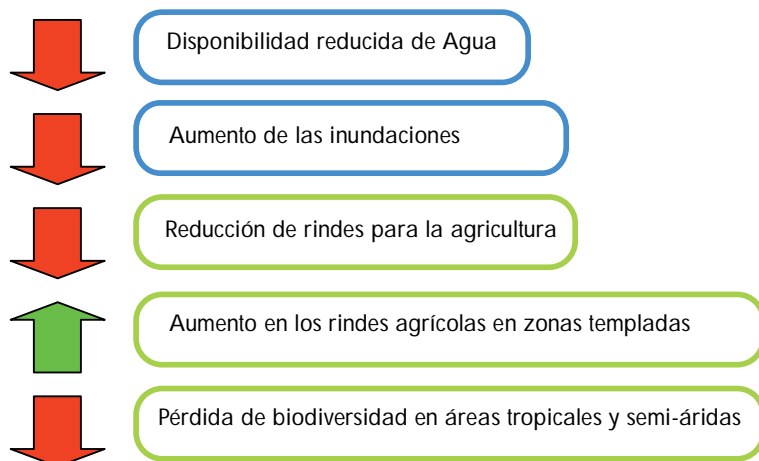 Disponibilidad reducida de Agua
Aumento de las inundaciones
Reducción de rindes para la agricultura
Aumento en los rindes agrícolas en zonas templadas
Pérdida de biodiversidad en áreas tropicales y semi-áridas